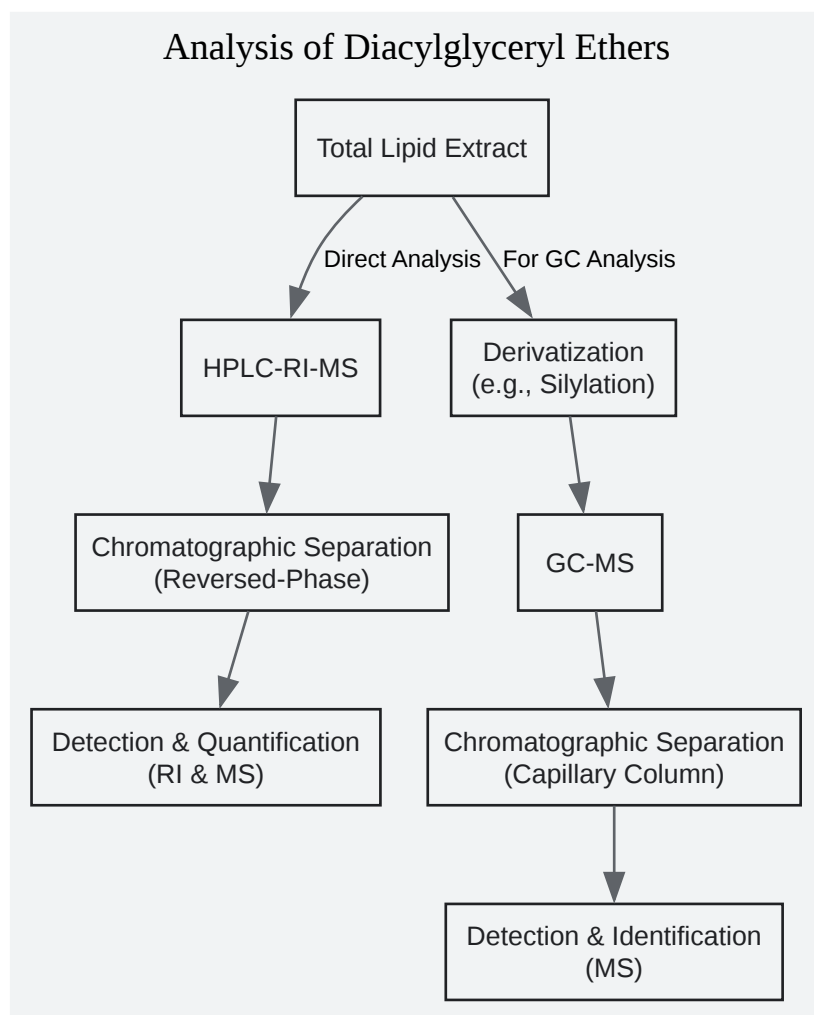 Analysis of Diacylglyceryl Ethers
Total Lipid Extract
Direct Analysis
For GC Analysis
HPLC-RI-MS
Derivatization
(e.g., Silylation)
Chromatographic Separation
(Reversed-Phase)
GC-MS
Detection & Quantification
(RI & MS)
Chromatographic Separation
(Capillary Column)
Detection & Identification
(MS)